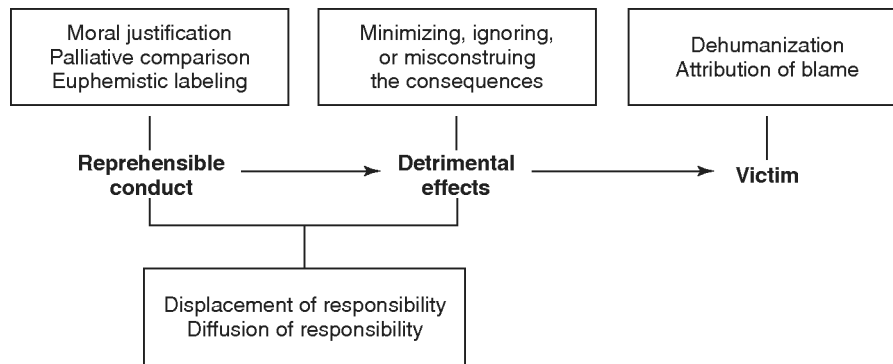 Moral justification
Palliative comparison
Euphemistic labeling
Minimizing, ignoring,
or misconstruing
the consequences
Dehumanization
Attribution of blame
Reprehensible
conduct
Detrimental
effects
Victim
Displacement of responsibility
Diffusion of responsibility